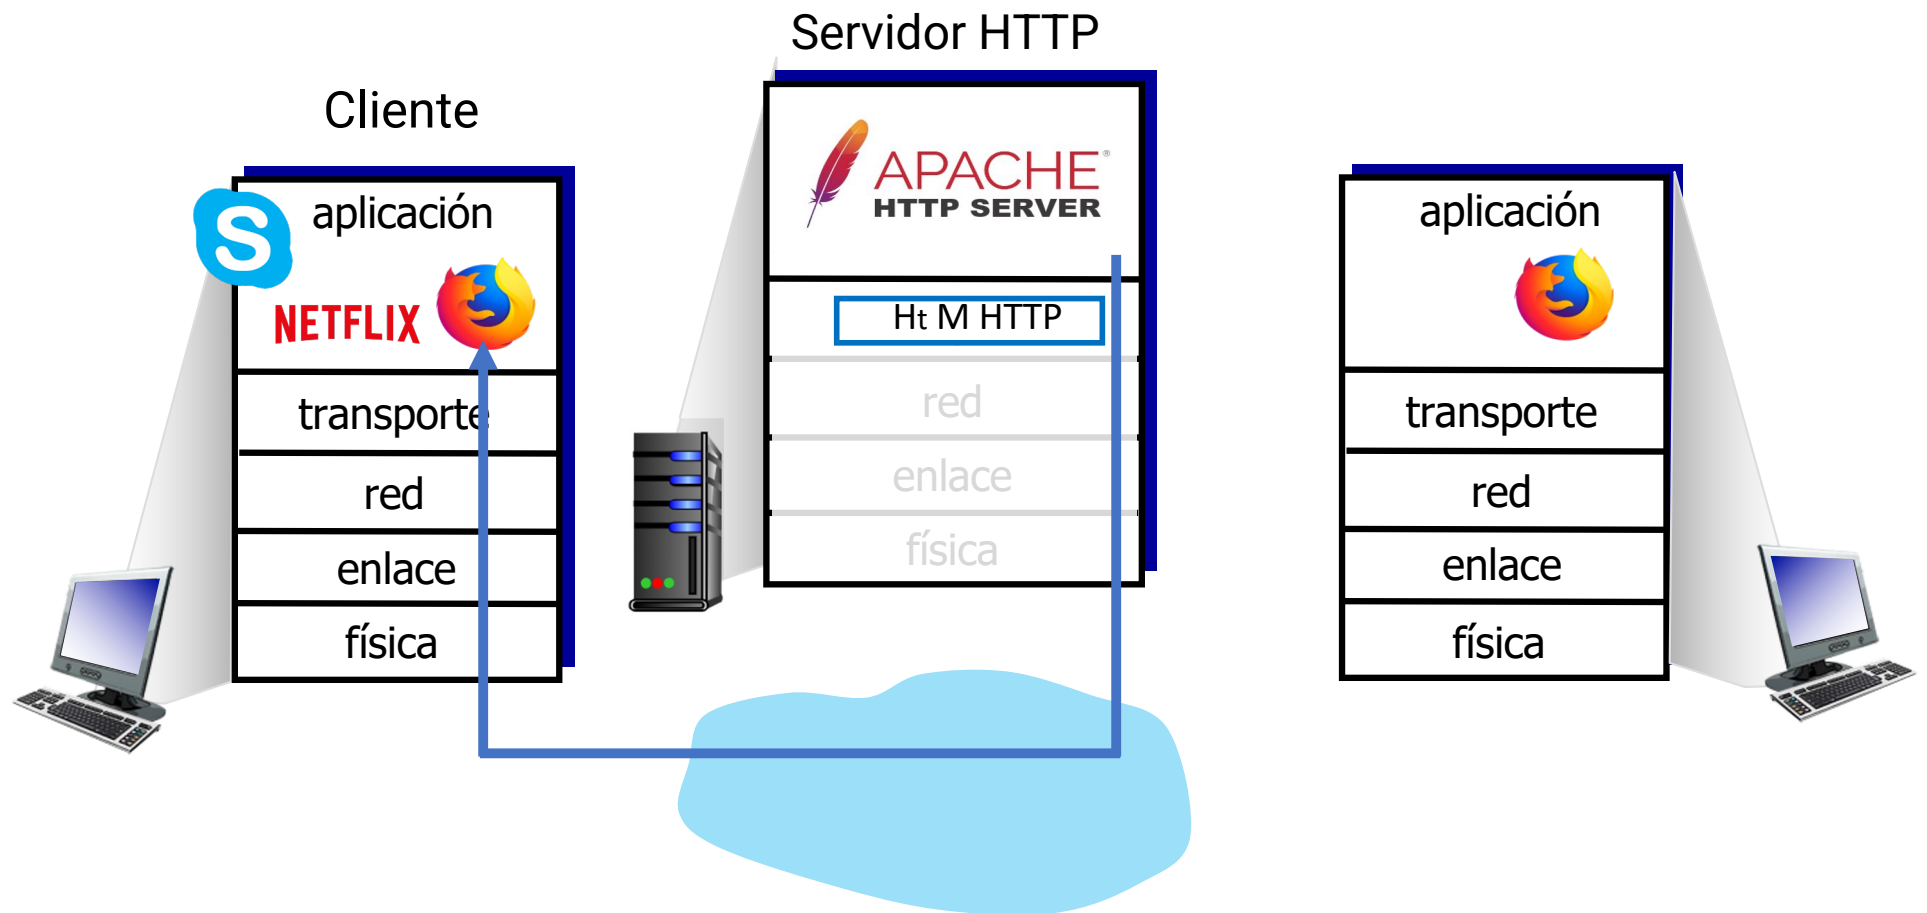 Servidor HTTP
Cliente
aplicación
S
NETFLIX
transporte
red
enlace
física
APACHE®
HTTP SERVER
Ht M HTTP
red
enlace
física
aplicación
transporte
red
enlace
física